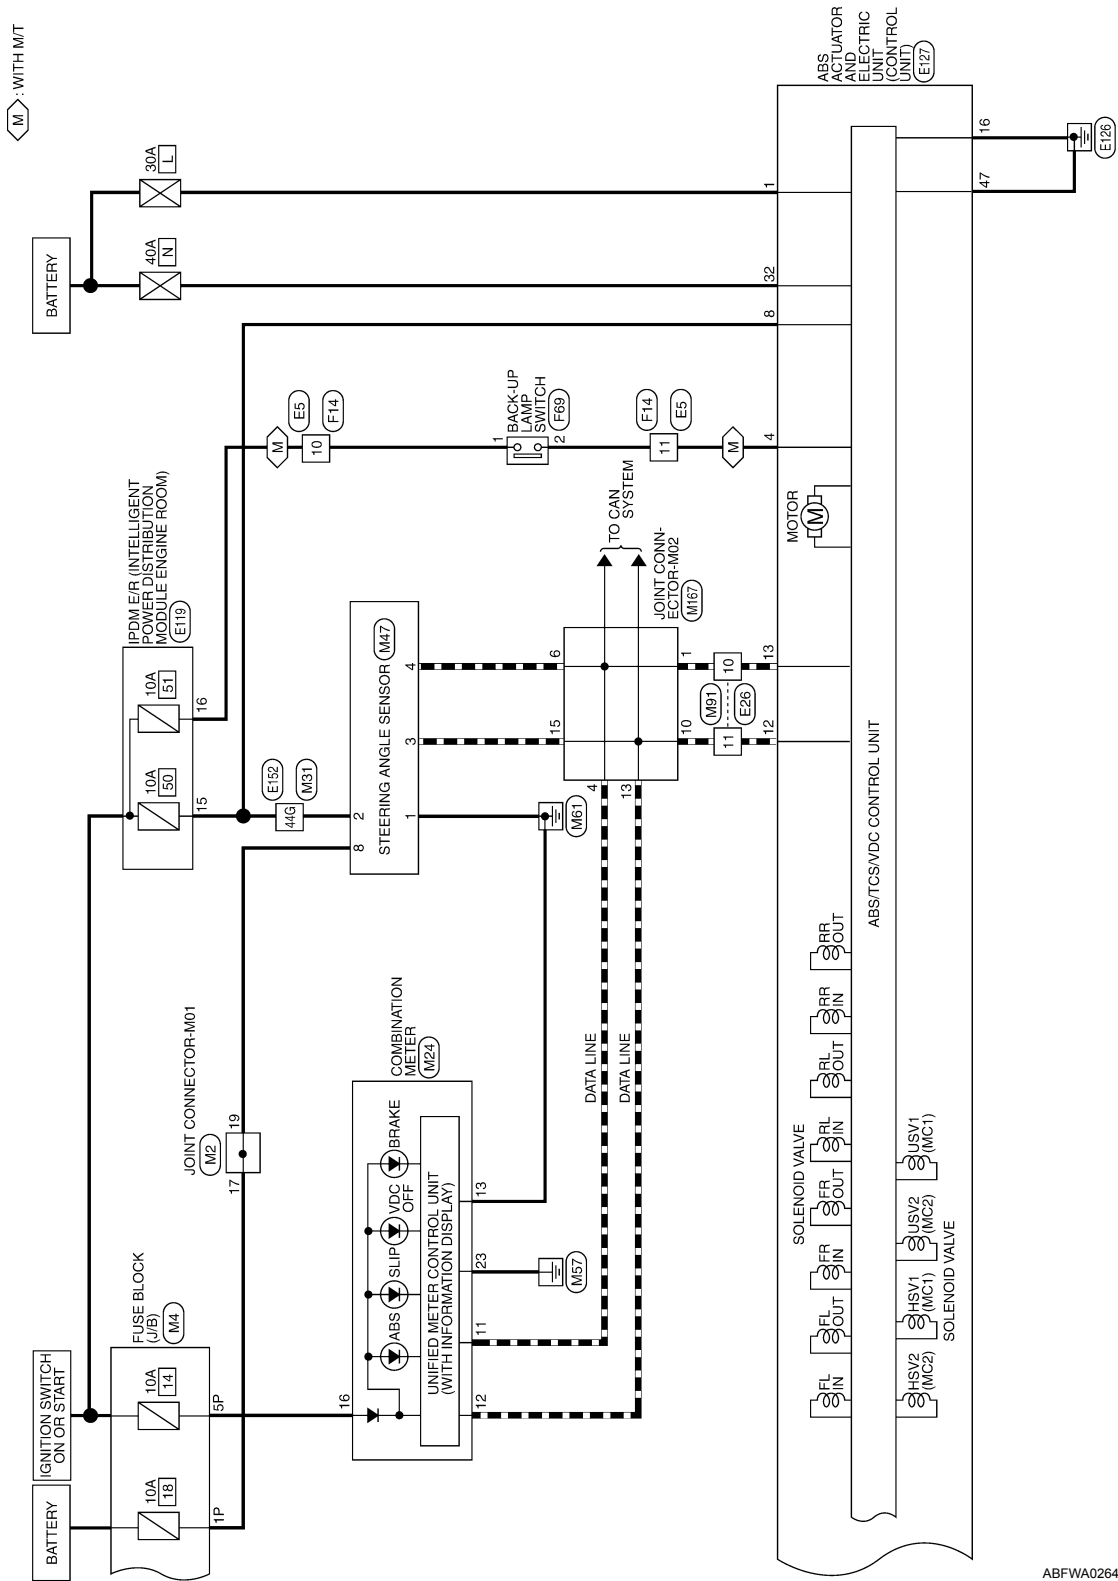 M : WITH M/T
BATTERY
IGNITION SWITCH
ON OR START
BATTERY
FUSE BLOCK
(J/B)
M4
10A
18
10A
14
1P
5P
IPDM E/R (INTELLIGENT
POWER DISTRIBUTION
MODULE ENGINE ROOM)
E119
10A
50
10A
51
15
16
40A
N
30A
L
JOINT CONNECTOR-M01
M2
17
19
E152
M31
44G
M
E5
F14
10
16
COMBINATION
METER
M24
ABS
SLIP
VDC
OFF
BRAKE
UNIFIED METER CONTROL UNIT
(WITH INFORMATION DISPLAY)
12
11
23
13
M57
8
2
STEERING ANGLE SENSOR
M47
1
3
4
M61
1
BACK-UP
LAMP
SWITCH
F69
2
DATA LINE
DATA LINE
4
13
15
6
TO CAN
SYSTEM
JOINT CONN-
ECTOR-M02
M167
10
1
M91
E26
11
10
F14
E5
11
M
12
13
4
8
32
1
ABS
ACTUATOR
AND
ELECTRIC
UNIT
(CONTROL
UNIT)
E127
MOTOR
M
SOLENOID VALVE
FL
IN
FL
OUT
FR
IN
FR
OUT
RL
IN
RL
OUT
RR
IN
RR
OUT
ABS/TCS/VDC CONTROL UNIT
HSV2
(MC2)
HSV1
(MC1)
USV2
(MC2)
USV1
(MC1)
SOLENOID VALVE
47
16
E126
ABFWA0264